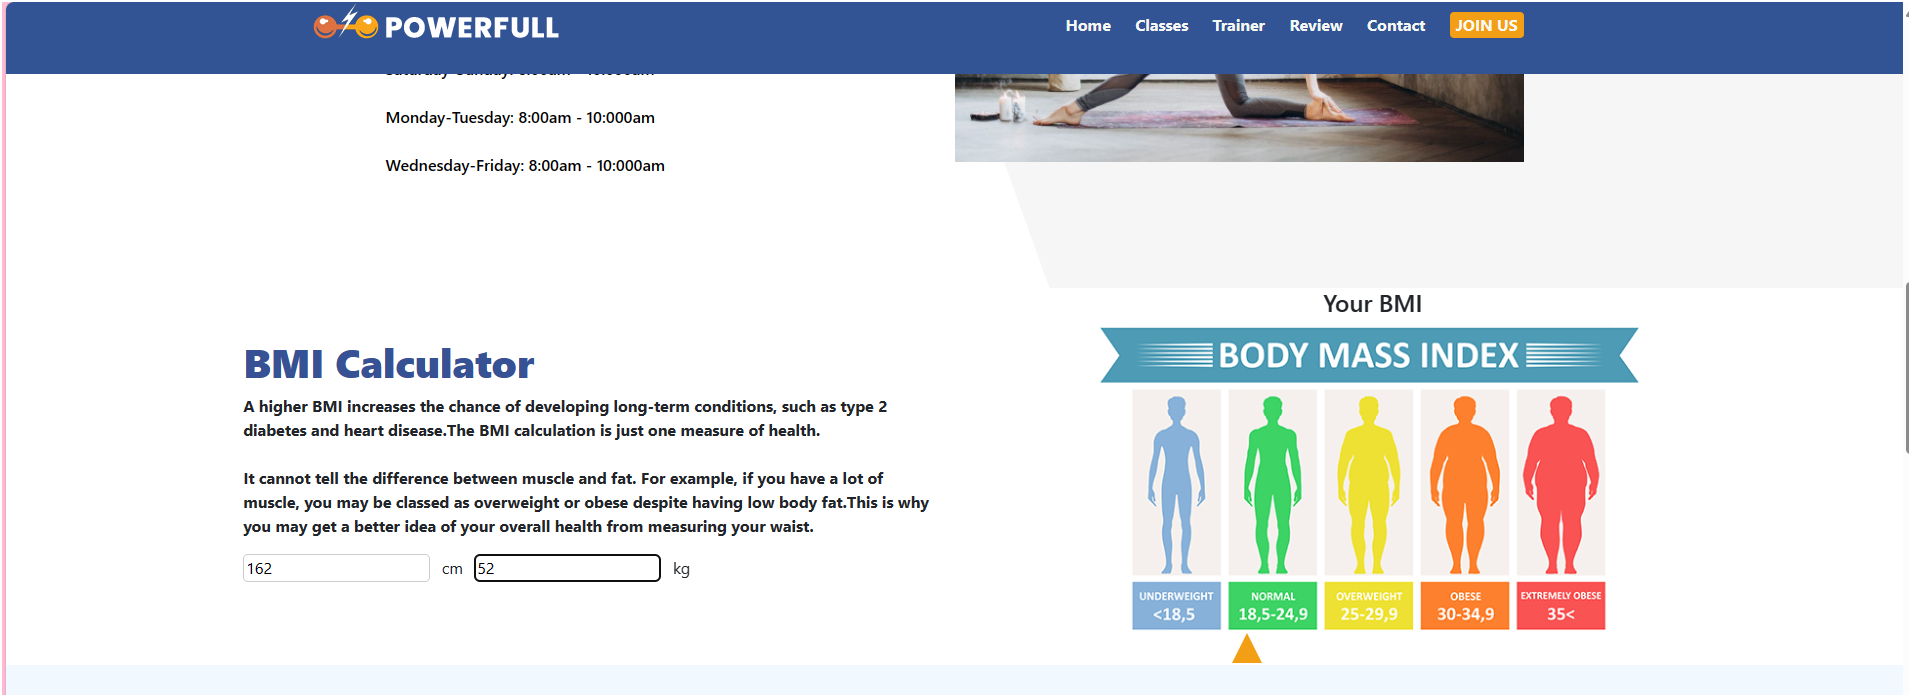 POWERFULL
Home Classes Trainer Review Contact JOIN US
Monday-Tuesday: 8:00am - 10:000am
Wednesday-Friday: 8:00am - 10:000am
Your BMI
BODY MASS INDEX
BMI Calculator
A higher BMI increases the chance of developing long-term conditions, such as type 2
diabetes and heart disease.The BMI calculation is just one measure of health.
It cannot tell the difference between muscle and fat. For example, if you have a lot of
muscle, you may be classed as overweight or obese despite having low body fat.This is why
you may get a better idea of your overall health from measuring your waist.
162 cm 52 kg
UNDERWEIGHT
<18,5
NORMAL
18,5-24,9
OVERWEIGHT
25-29,9
OBESE
30-34,9
EXTREMELY OBESE
35<